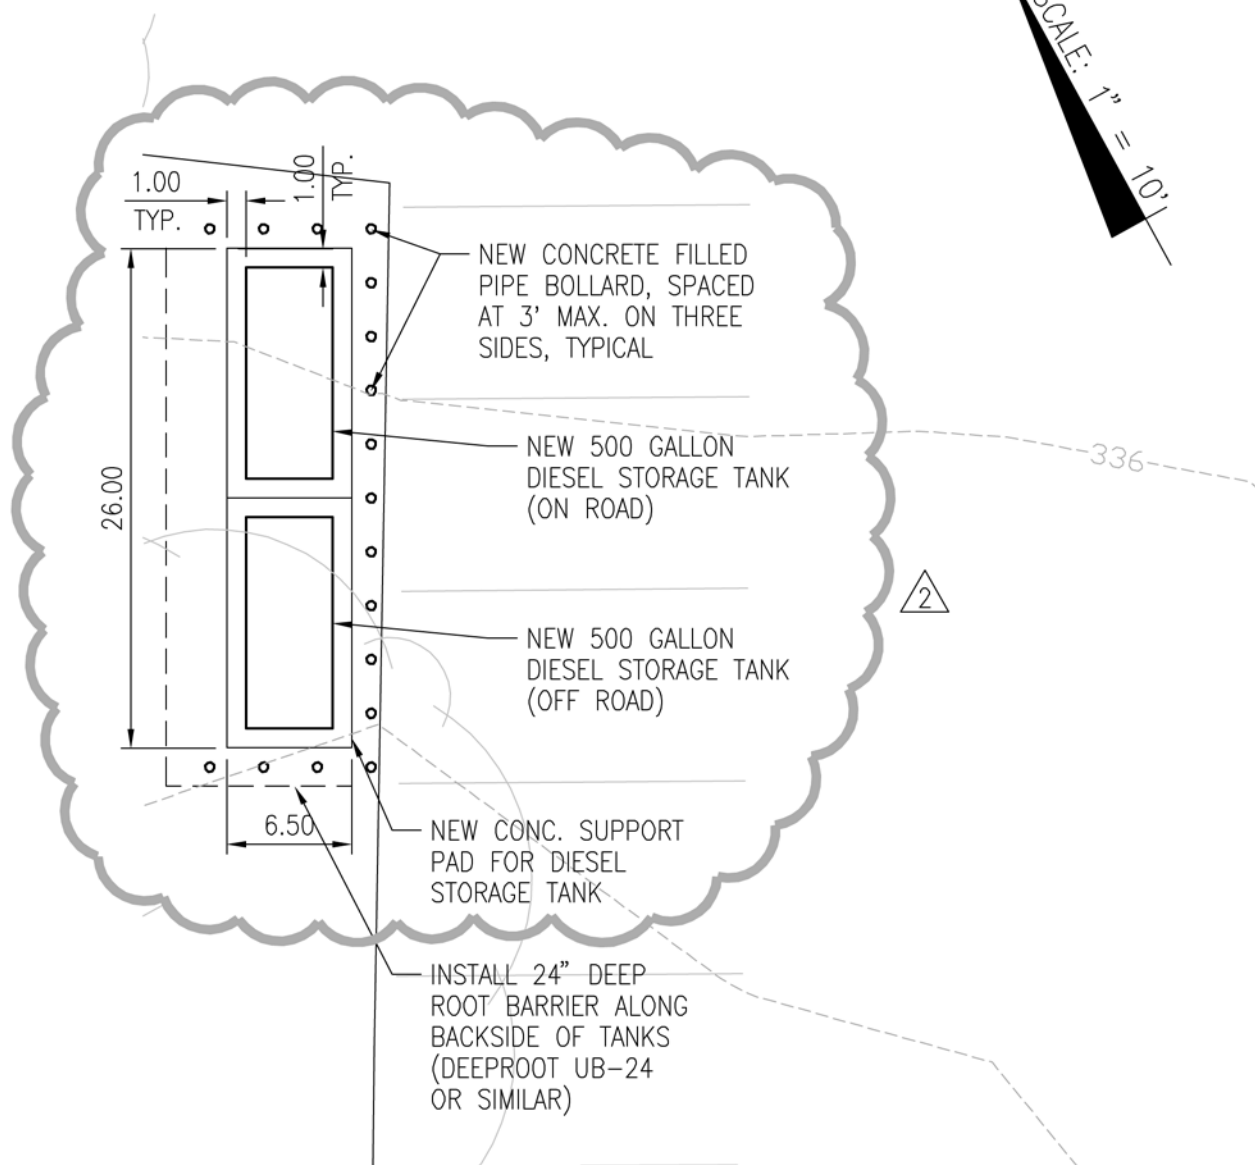 SCALE: 1" = 10'
1.00
TYP.
1.00
TYP.
NEW CONCRETE FILLED
PIPE BOLLARD, SPACED
AT 3' MAX. ON THREE
SIDES, TYPICAL
NEW 500 GALLON
DIESEL STORAGE TANK
(ON ROAD)
336
26.00
2
NEW 500 GALLON
DIESEL STORAGE TANK
(OFF ROAD)
6.50
NEW CONC. SUPPORT
PAD FOR DIESEL
STORAGE TANK
INSTALL 24" DEEP
ROOT BARRIER ALONG
BACKSIDE OF TANKS
(DEEPROOT UB-24
OR SIMILAR)